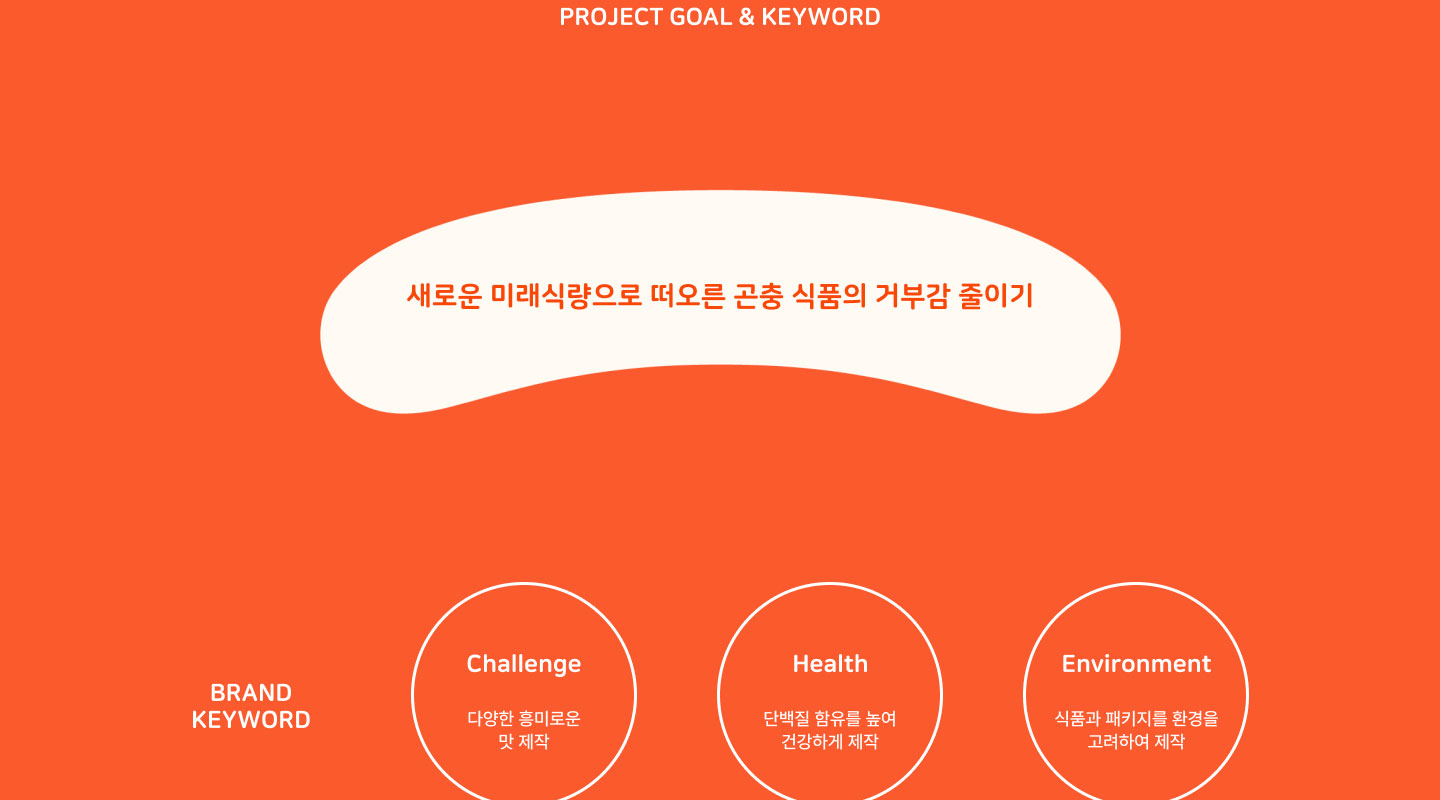 PROJECT GOAL & KEYWORD
새로운 미래식량으로 떠오른 곤충 식품의 거부감 줄이기
BRAND
KEYWORD
Challenge
다양한 흥미로운
맛 제작
Health
단백질 함유를 높여
건강하게 제작
Environment
식품과 패키지를 환경을
고려하여 제작